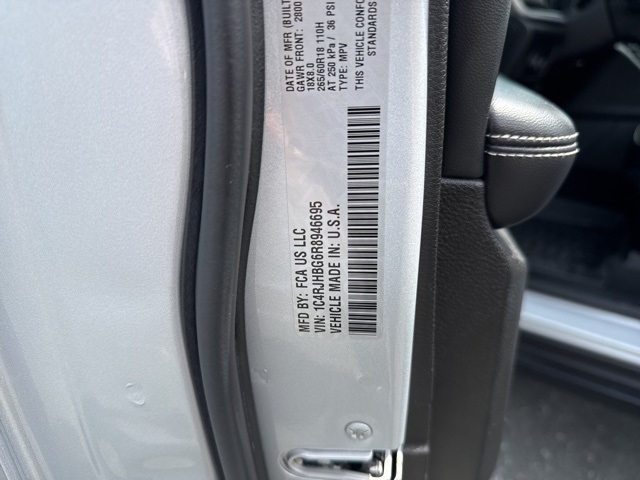 MFD BY: FCA US LLC
VIN: 1C4RJHBG6R8946695
VEHICLE MADE IN: U.S.A.
DATE OF MFR (BUILT
GAWR FRONT: 2800
18X8.0
265/60R18 110H
AT 250 kPa / 36 PSI
TYPE: MPV
THIS VEHICLE CONFO
STANDARDS